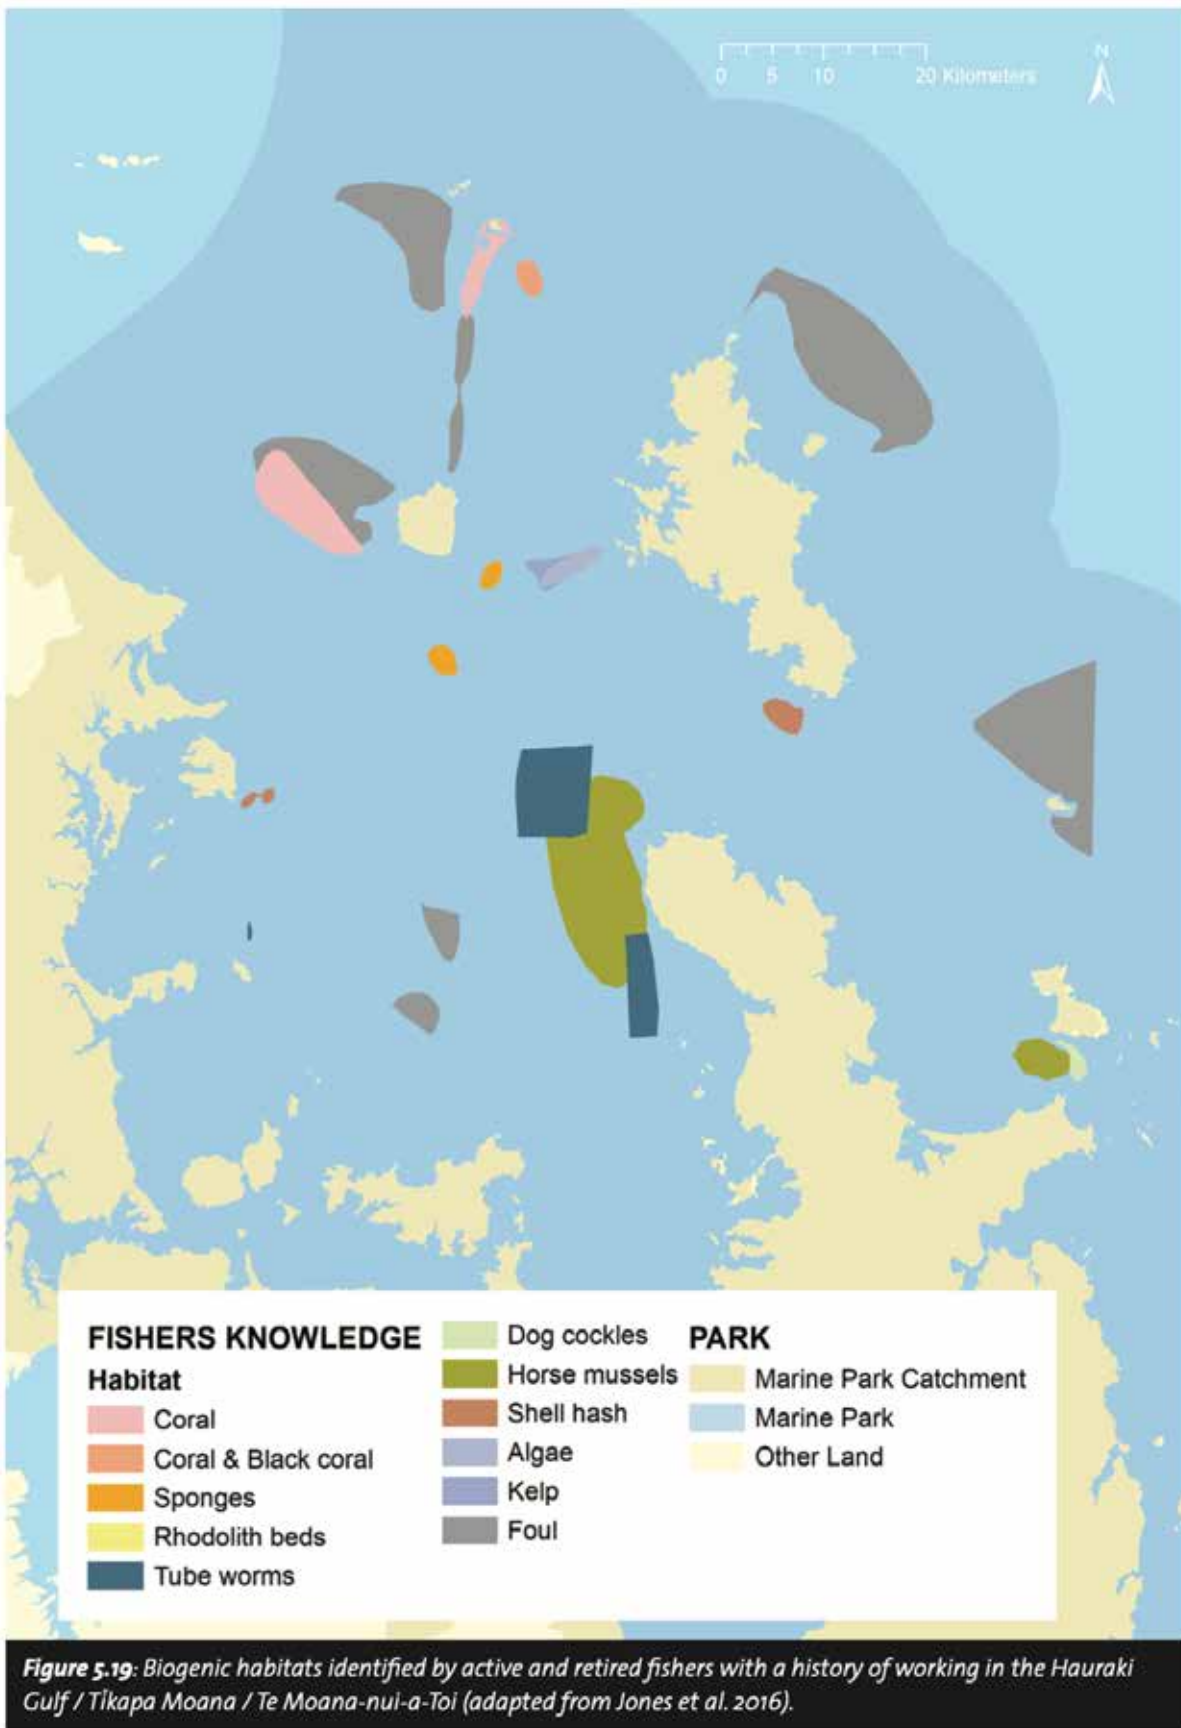 N
0 5 10 20 Kilometers
FISHERS KNOWLEDGE
Habitat
Coral
Coral & Black coral
Sponges
Rhodolith beds
Tube worms
Dog cockles
Horse mussels
Shell hash
Algae
Kelp
Foul
PARK
Marine Park Catchment
Marine Park
Other Land
Figure 5.19: Biogenic habitats identified by active and retired fishers with a history of working in the Hauraki
Gulf / Tīkapa Moana / Te Moana-nui-a-Toi (adapted from Jones et al. 2016).